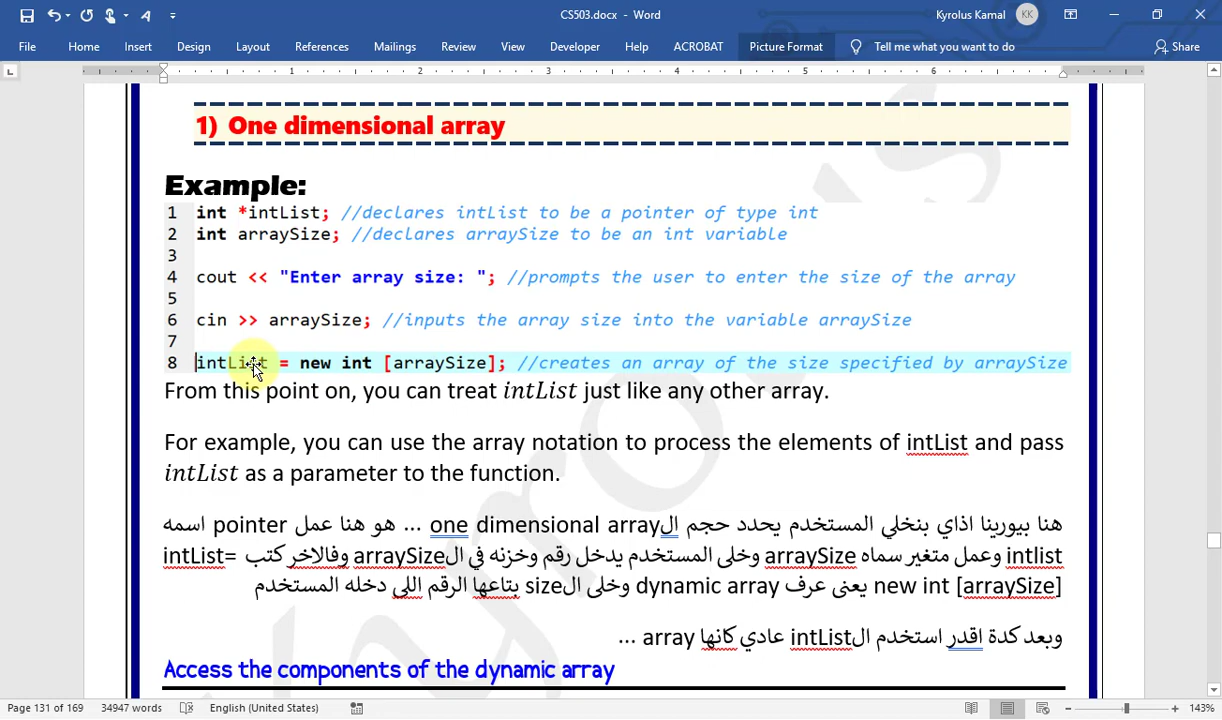 CS503.docx - Word
Kyrolus Kamal
KK
File Home Insert Design Layout References Mailings Review View Developer Help ACROBAT Picture Format Tell me what you want to do Share
1 2 3 4 5 6
1) One dimensional array
Example:
1 int *intList; //declares intList to be a pointer of type int
2 int arraySize; //declares arraySize to be an int variable
3
4 cout << "Enter array size: "; //prompts the user to enter the size of the array
5
6 cin >> arraySize; //inputs the array size into the variable arraySize
7
8 intList = new int [arraySize]; //creates an array of the size specified by arraySize
From this point on, you can treat intList just like any other array.
For example, you can use the array notation to process the elements of intList and pass
intList as a parameter to the function.
هنا بيورينا اذاي بنخلي المستخدم يحدد حجم الone dimensional array ... هو هنا عمل pointer اسمه
intlist وعمل متغير سماه arraySize وخلى المستخدم يدخل رقم وخزنه في الarraySize وفالاخر كتب intList=
new int [arraySize] يعنى عرف dynamic array وخلى الsize بتاعها الرقم اللى دخله المستخدم
وبعد كدة اقدر استخدم الintList عادي كانها array ...
Access the components of the dynamic array
Kyrolus
Page 131 of 169 34947 words English (United States) 143%